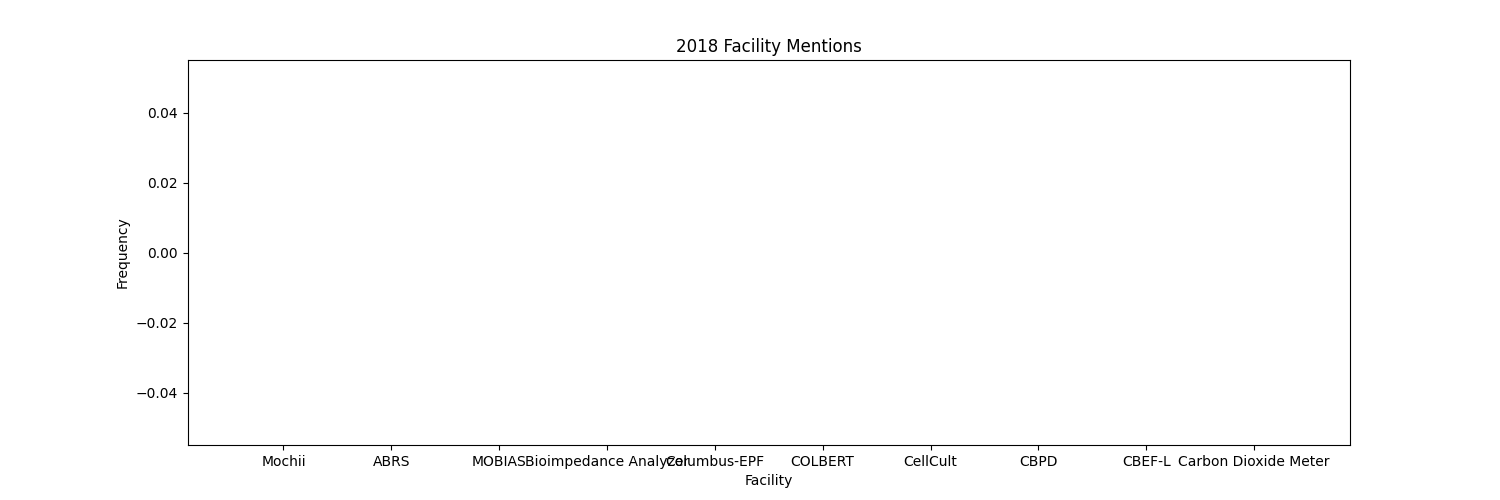 2018 Facility Mentions
0.04
0.02
0.00
−0.02
−0.04
Frequency
Mochii ABRS MOBIAS Bioimpedance Analyzer Columbus-EPF COLBERT CellCult CBPD CBEF-L Carbon Dioxide Meter
Facility